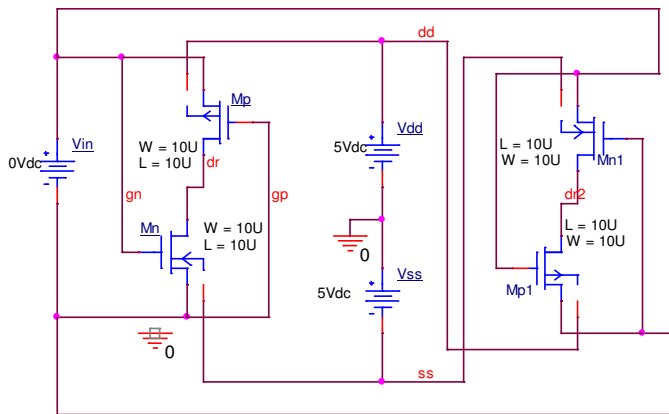 dd
Mp
Vdd
Vin
W = 10U
L = 10U
5Vdc
Mn1
0Vdc
dr
L = 10U
W = 10U
gn
gp
dr2
Mn
W = 10U
L = 10U
L = 10U
W = 10U
0
Vss
Mp1
5Vdc
0
ss